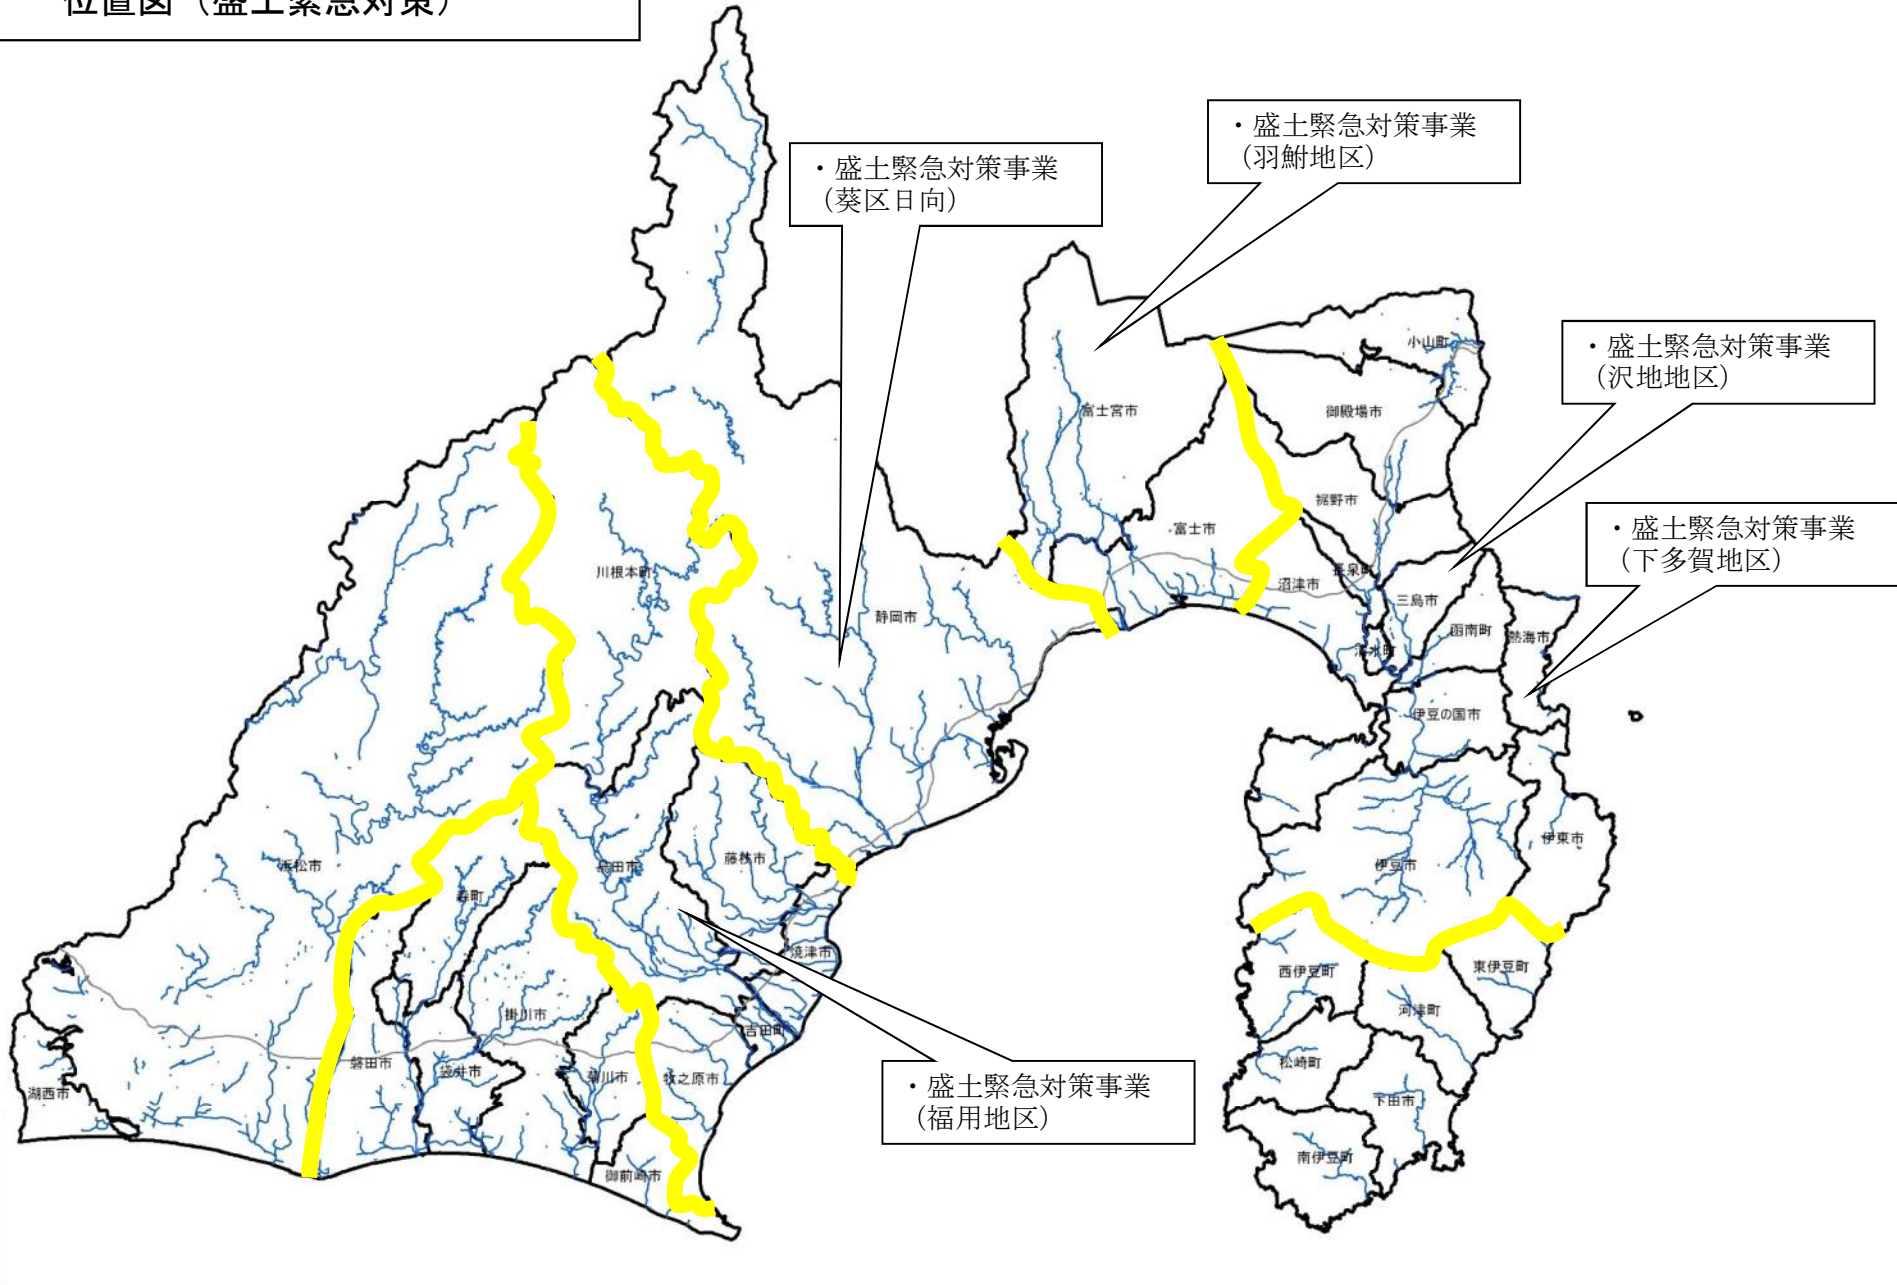 位置図（盛土緊急対策）
・盛土緊急対策事業
（羽鮒地区）
・盛土緊急対策事業
（葵区日向）
・盛土緊急対策事業
（沢地地区）
・盛土緊急対策事業
（下多賀地区）
小山町
富士宮市
御殿場市
裾野市
富士市
川根本町
長泉町
沼津市
三島市
静岡市
函南町
熱海市
清水町
伊豆の国市
伊東市
藤枝市
浜松市
島田市
伊豆市
森町
焼津市
東伊豆町
西伊豆町
河津町
掛川市
吉田町
磐田市
袋井市
菊川市
牧之原市
松崎町
湖西市
下田市
・盛土緊急対策事業
（福用地区）
南伊豆町
御前崎市